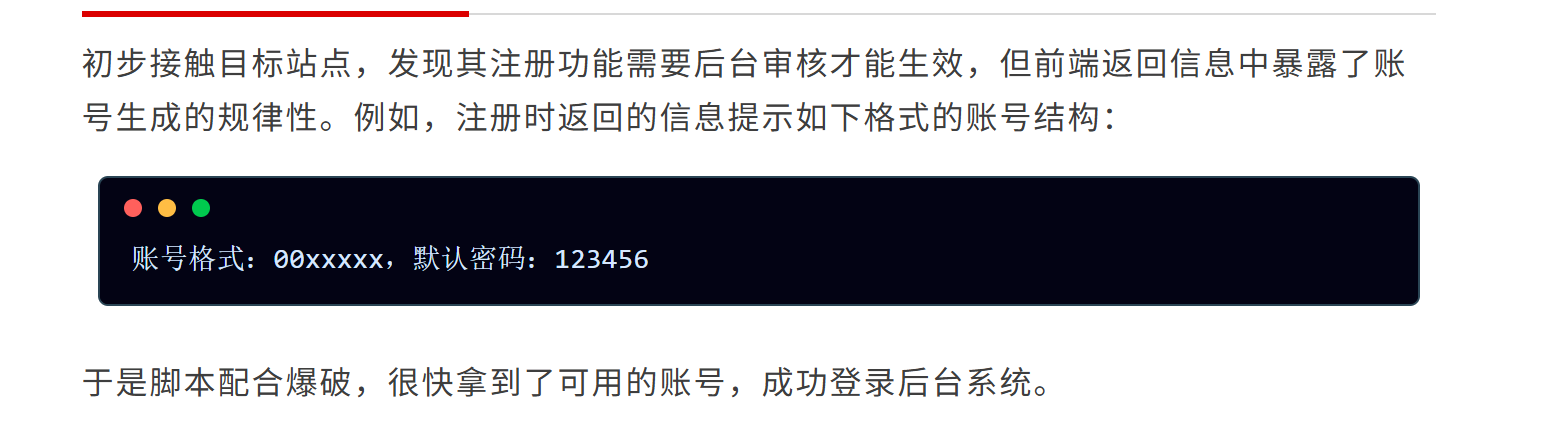 初步接触目标站点，发现其注册功能需要后台审核才能生效，但前端返回信息中暴露了账
号生成的规律性。例如，注册时返回的信息提示如下格式的账号结构：
账号格式：00xxxxx，默认密码：123456
于是脚本配合爆破，很快拿到了可用的账号，成功登录后台系统。